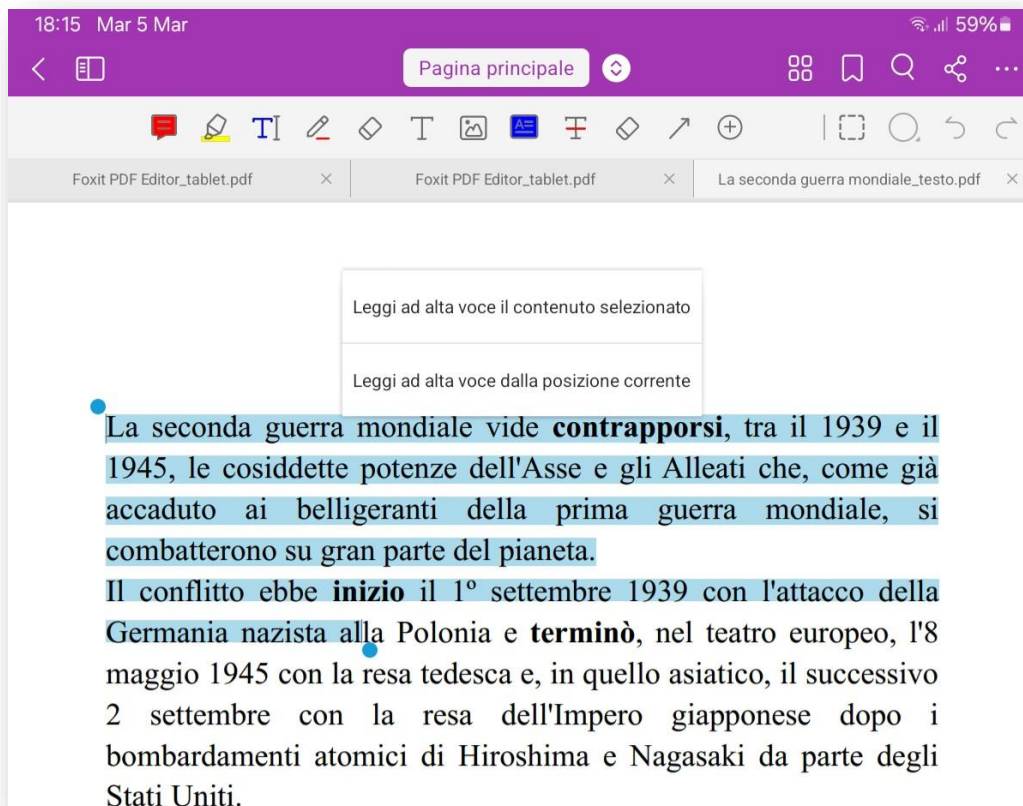 18:15 Mar 5 Mar 59%
Pagina principale
Foxit PDF Editor_tablet.pdf Foxit PDF Editor_tablet.pdf La seconda guerra mondiale_testo.pdf
Leggi ad alta voce il contenuto selezionato
Leggi ad alta voce dalla posizione corrente
La seconda guerra mondiale vide contrapporsi, tra il 1939 e il
1945, le cosiddette potenze dell'Asse e gli Alleati che, come già
accaduto ai belligeranti della prima guerra mondiale, si
combatterono su gran parte del pianeta.
Il conflitto ebbe inizio il 1º settembre 1939 con l'attacco della
Germania nazista alla Polonia e terminò, nel teatro europeo, l'8
maggio 1945 con la resa tedesca e, in quello asiatico, il successivo
2 settembre con la resa dell'Impero giapponese dopo i
bombardamenti atomici di Hiroshima e Nagasaki da parte degli
Stati Uniti.